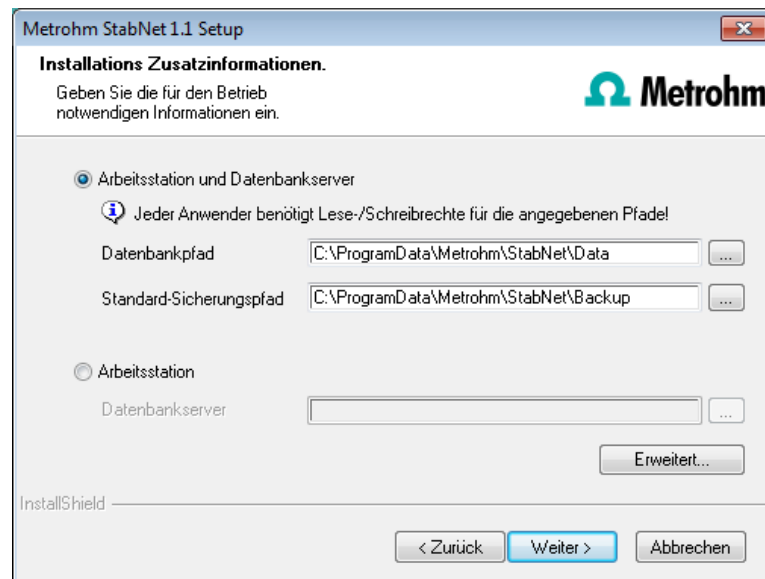 Metrohm StabNet 1.1 Setup
Installations Zusatzinformationen.
Geben Sie die für den Betrieb
notwendigen Informationen ein.
Metrohm
Arbeitsstation und Datenbankserver
Jeder Anwender benötigt Lese-/Schreibrechte für die angegebenen Pfade!
Datenbankpfad C:\ProgramData\Metrohm\StabNet\Data ...
Standard-Sicherungspfad C:\ProgramData\Metrohm\StabNet\Backup ...
Arbeitsstation
Datenbankserver ...
Erweitert...
InstallShield
< Zurück Weiter > Abbrechen